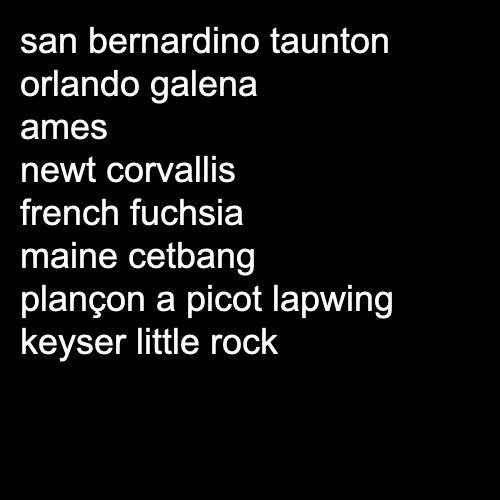 san bernardino taunton
orlando galena
ames
newt corvallis
french fuchsia
maine cetbang
plançon a picot lapwing
keyser little rock